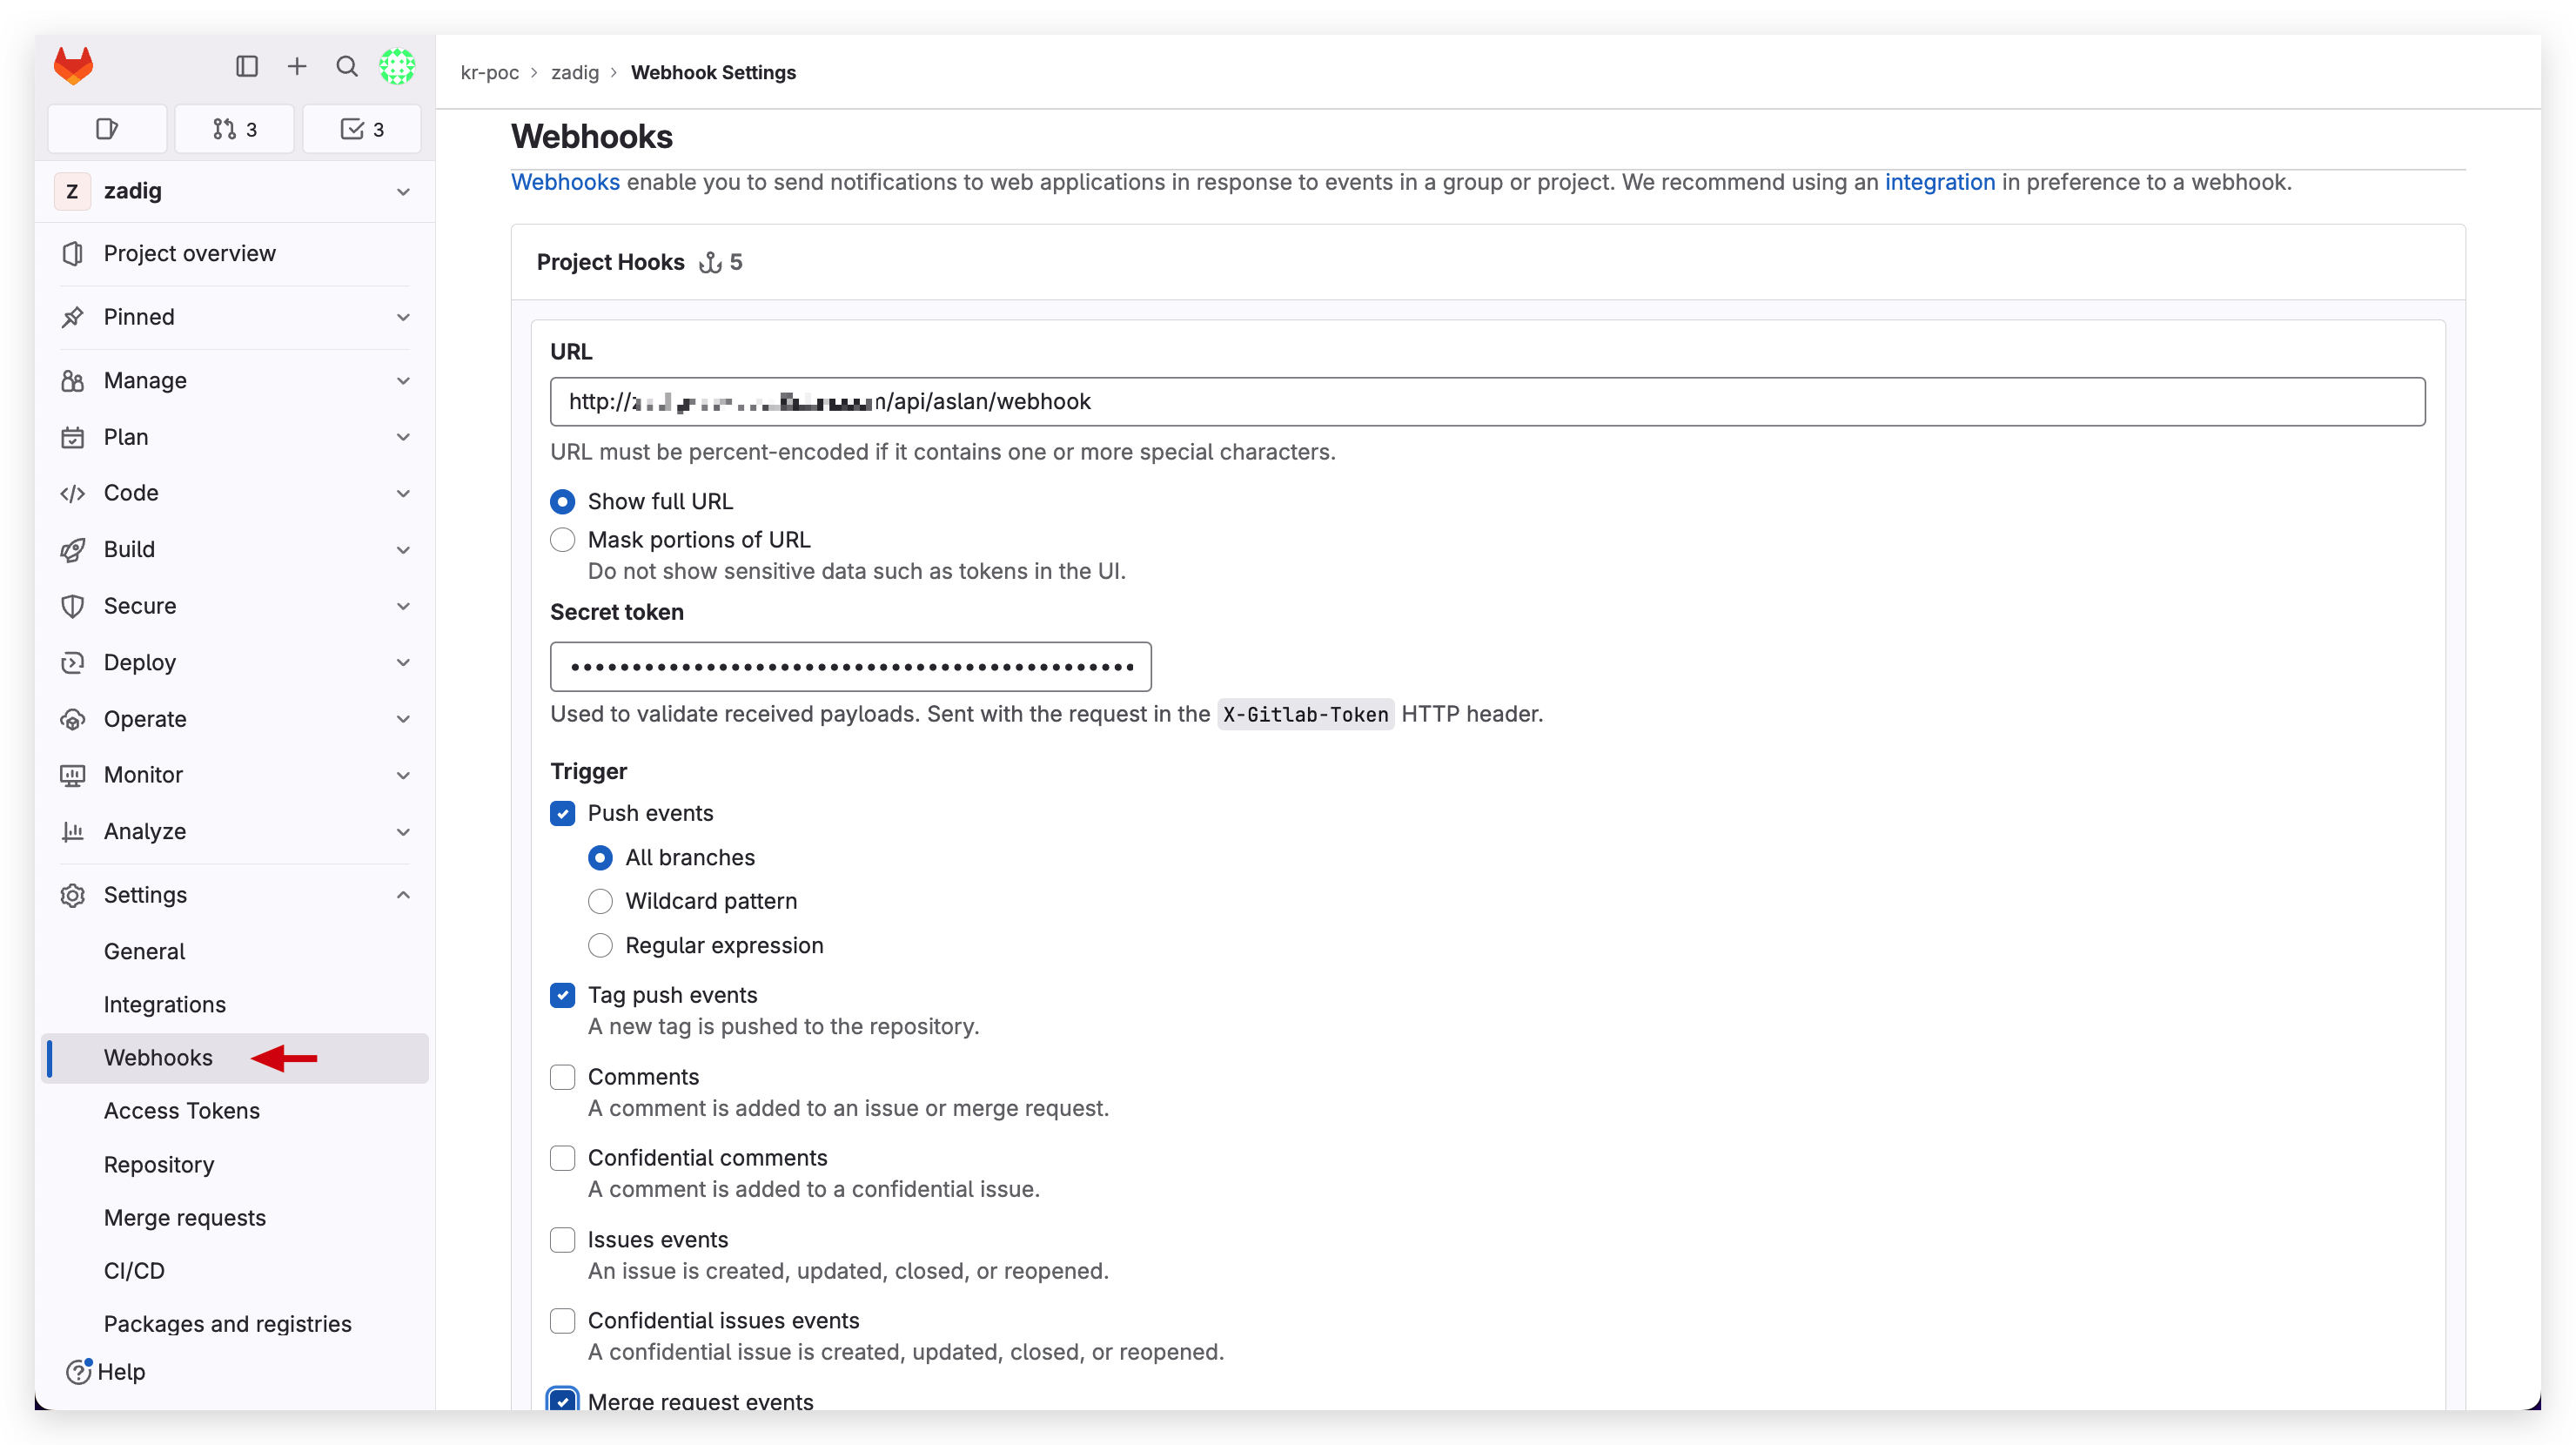 3
3
Z zadig
Project overview
Pinned
Manage
Plan
Code
Build
Secure
Deploy
Operate
Monitor
Analyze
Settings
General
Integrations
Webhooks
Access Tokens
Repository
Merge requests
CI/CD
Packages and registries
Help
kr-poc > zadig > Webhook Settings
Webhooks
Webhooks enable you to send notifications to web applications in response to events in a group or project. We recommend using an integration in preference to a webhook.
Project Hooks 5
URL
http:// n/api/aslan/webhook
URL must be percent-encoded if it contains one or more special characters.
Show full URL
Mask portions of URL
Do not show sensitive data such as tokens in the UI.
Secret token
Used to validate received payloads. Sent with the request in the X-Gitlab-Token HTTP header.
Trigger
Push events
All branches
Wildcard pattern
Regular expression
Tag push events
A new tag is pushed to the repository.
Comments
A comment is added to an issue or merge request.
Confidential comments
A comment is added to a confidential issue.
Issues events
An issue is created, updated, closed, or reopened.
Confidential issues events
A confidential issue is created, updated, closed, or reopened.
Merge request events